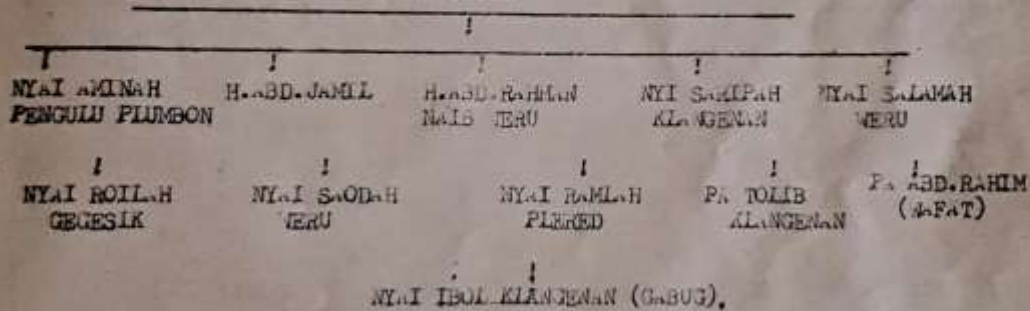 NYAI AMINAH H.ABD.JAMIL H.ABD.RAHMAN NYI SARIPAH NYAI SALAMAH
PENGULU PLUMBON NAIB WERU KLANGENAN WERU
NYAI ROILAH NYAI SAODAH NYAI RAMLAH PA TOLIB PA ABD.RAHIM
GEGESIK WERU PLERED KLANGENAN (WAFAT)
NYAI IBOL KLANGENAN (GABUG).